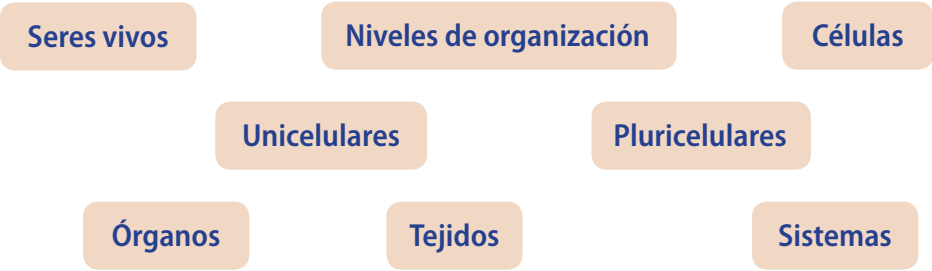 Seres vivos
Niveles de organización
Células
Unicelulares
Pluricelulares
Órganos
Tejidos
Sistemas